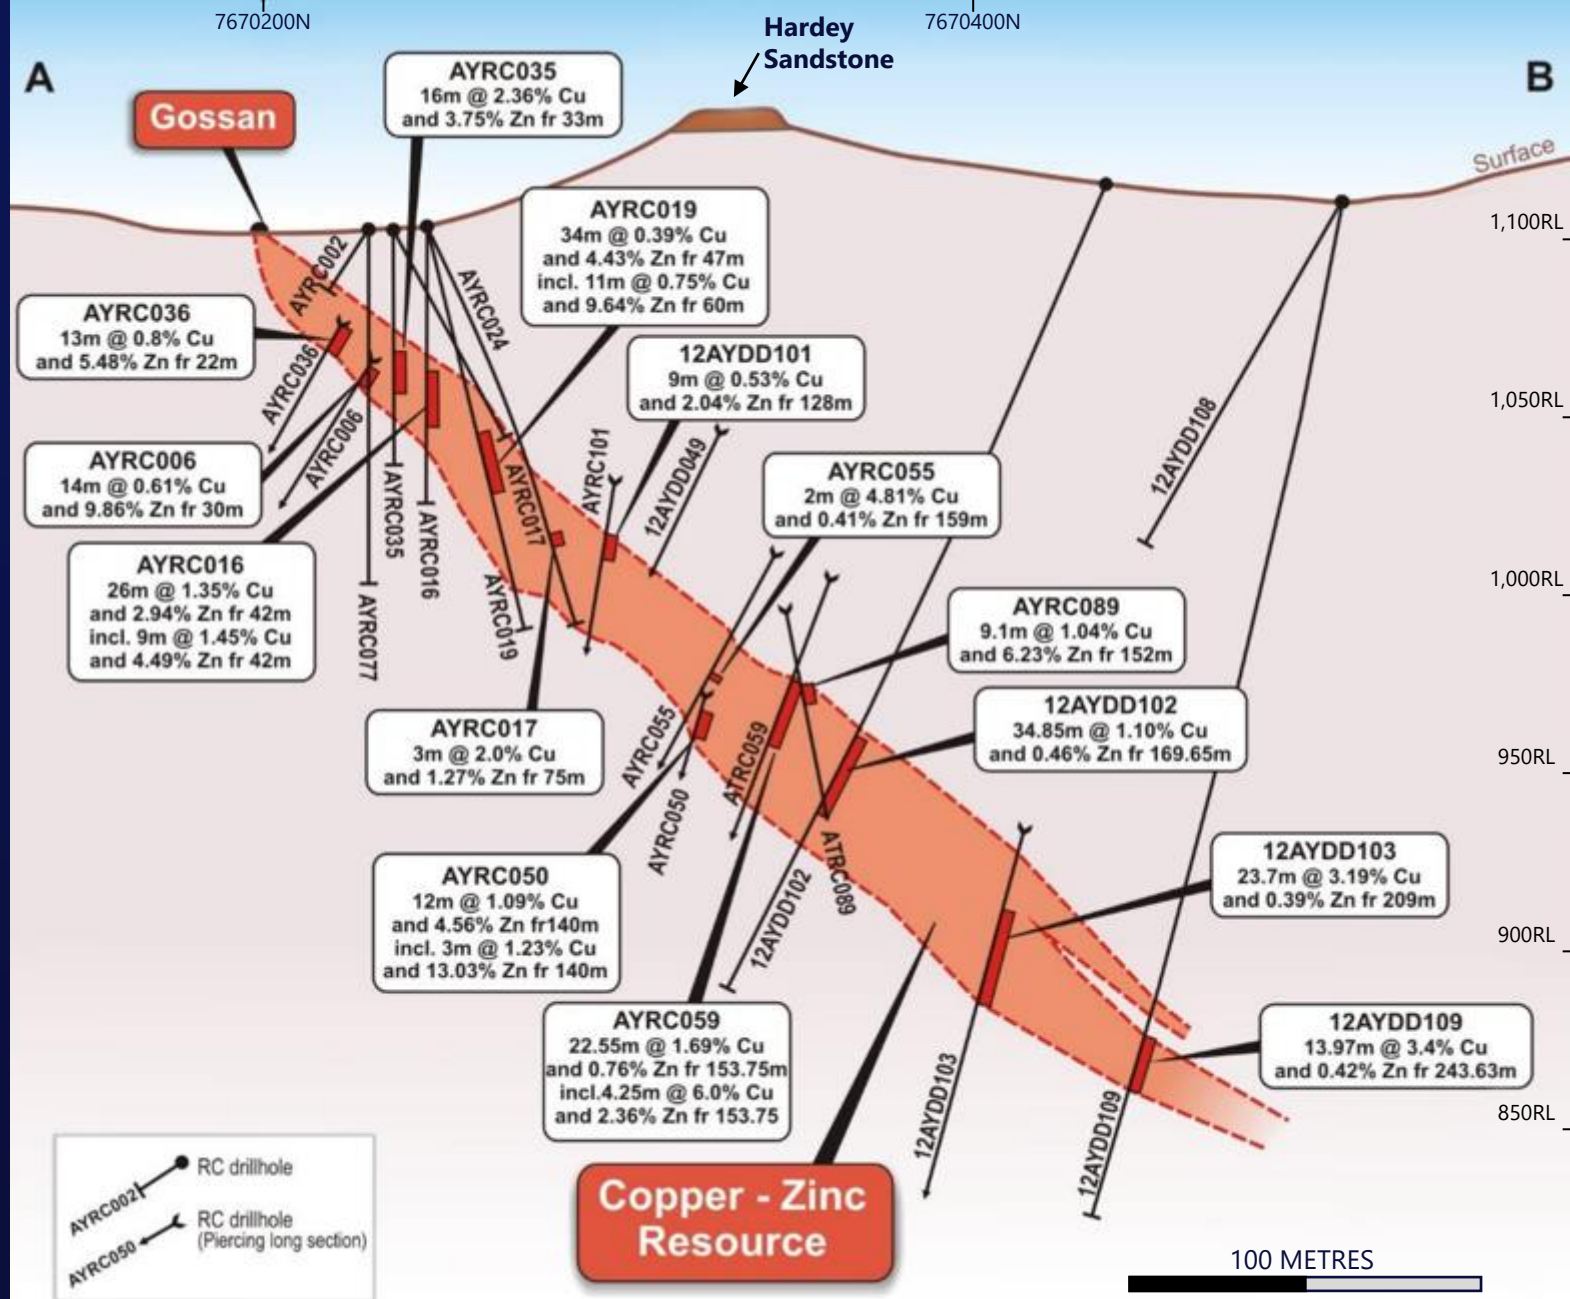 7670200N
7670400N
Hardey
Sandstone
A
B
Gossan
AYRC035
16m @ 2.36% Cu
and 3.75% Zn fr 33m
Surface
1,100RL
AYRC019
34m @ 0.39% Cu
and 4.43% Zn fr 47m
incl. 11m @ 0.75% Cu
and 9.64% Zn fr 60m
AYRC002
AYRC024
AYRC036
13m @ 0.8% Cu
and 5.48% Zn fr 22m
12AYDD101
9m @ 0.53% Cu
and 2.04% Zn fr 128m
1,050RL
AYRC036
AYRC006
12AYDD108
AYRC006
14m @ 0.61% Cu
and 9.86% Zn fr 30m
AYRC035
AYRC016
AYRC017
AYRC101
12AYDD049
AYRC055
2m @ 4.81% Cu
and 0.41% Zn fr 159m
AYRC016
26m @ 1.35% Cu
and 2.94% Zn fr 42m
incl. 9m @ 1.45% Cu
and 4.49% Zn fr 42m
1,000RL
AYRC077
AYRC019
AYRC089
9.1m @ 1.04% Cu
and 6.23% Zn fr 152m
AYRC017
3m @ 2.0% Cu
and 1.27% Zn fr 75m
12AYDD102
34.85m @ 1.10% Cu
and 0.46% Zn fr 169.65m
950RL
AYRC055
AYRC050
ATRC059
ATRC089
12AYDD102
AYRC050
12m @ 1.09% Cu
and 4.56% Zn fr140m
incl. 3m @ 1.23% Cu
and 13.03% Zn fr 140m
12AYDD103
23.7m @ 3.19% Cu
and 0.39% Zn fr 209m
900RL
AYRC059
22.55m @ 1.69% Cu
and 0.76% Zn fr 153.75m
incl.4.25m @ 6.0% Cu
and 2.36% Zn fr 153.75
12AYDD109
13.97m @ 3.4% Cu
and 0.42% Zn fr 243.63m
850RL
12AYDD103
12AYDD109
Copper - Zinc
Resource
AYRC002
RC drillhole
AYRC050
RC drillhole
(Piercing long section)
100 METRES